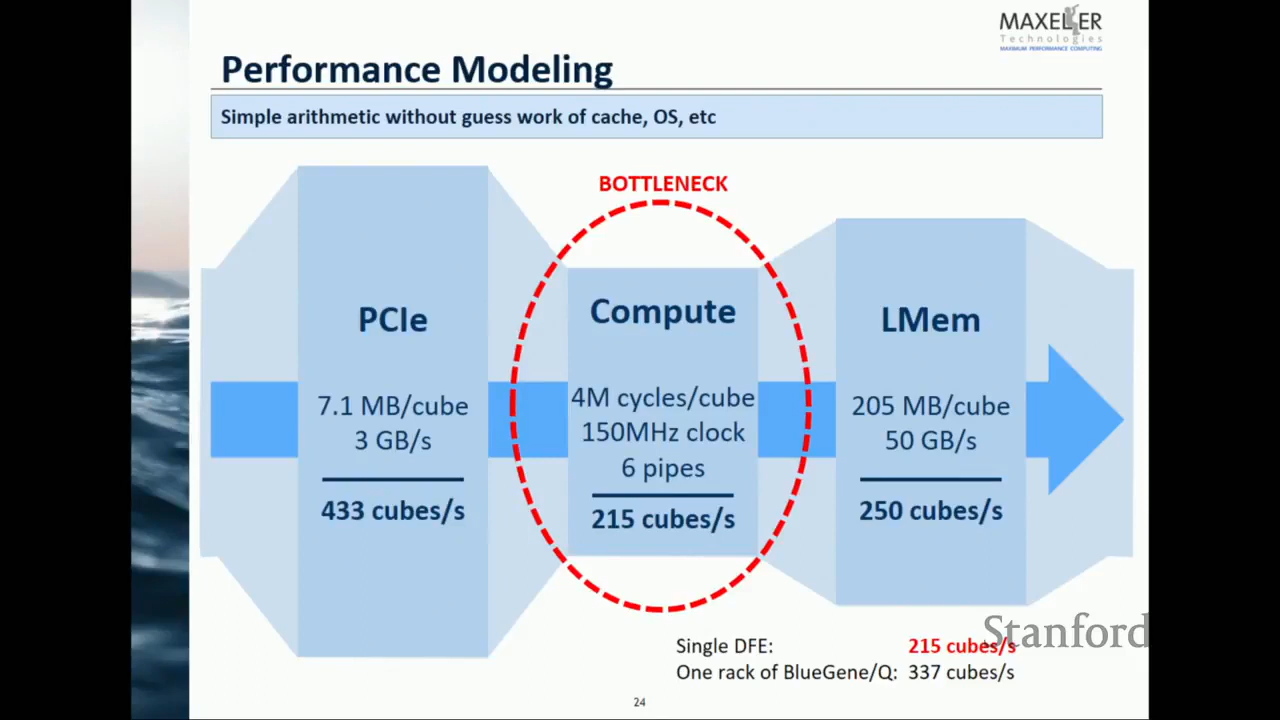 MAXELER
Technologies
MAXIMUM PERFORMANCE COMPUTING
Performance Modeling
Simple arithmetic without guess work of cache, OS, etc
BOTTLENECK
PCIe
7.1 MB/cube
3 GB/s
433 cubes/s
Compute
4M cycles/cube
150MHz clock
6 pipes
215 cubes/s
LMem
205 MB/cube
50 GB/s
250 cubes/s
Stanford
Single DFE: 215 cubes/s
One rack of BlueGene/Q: 337 cubes/s
24